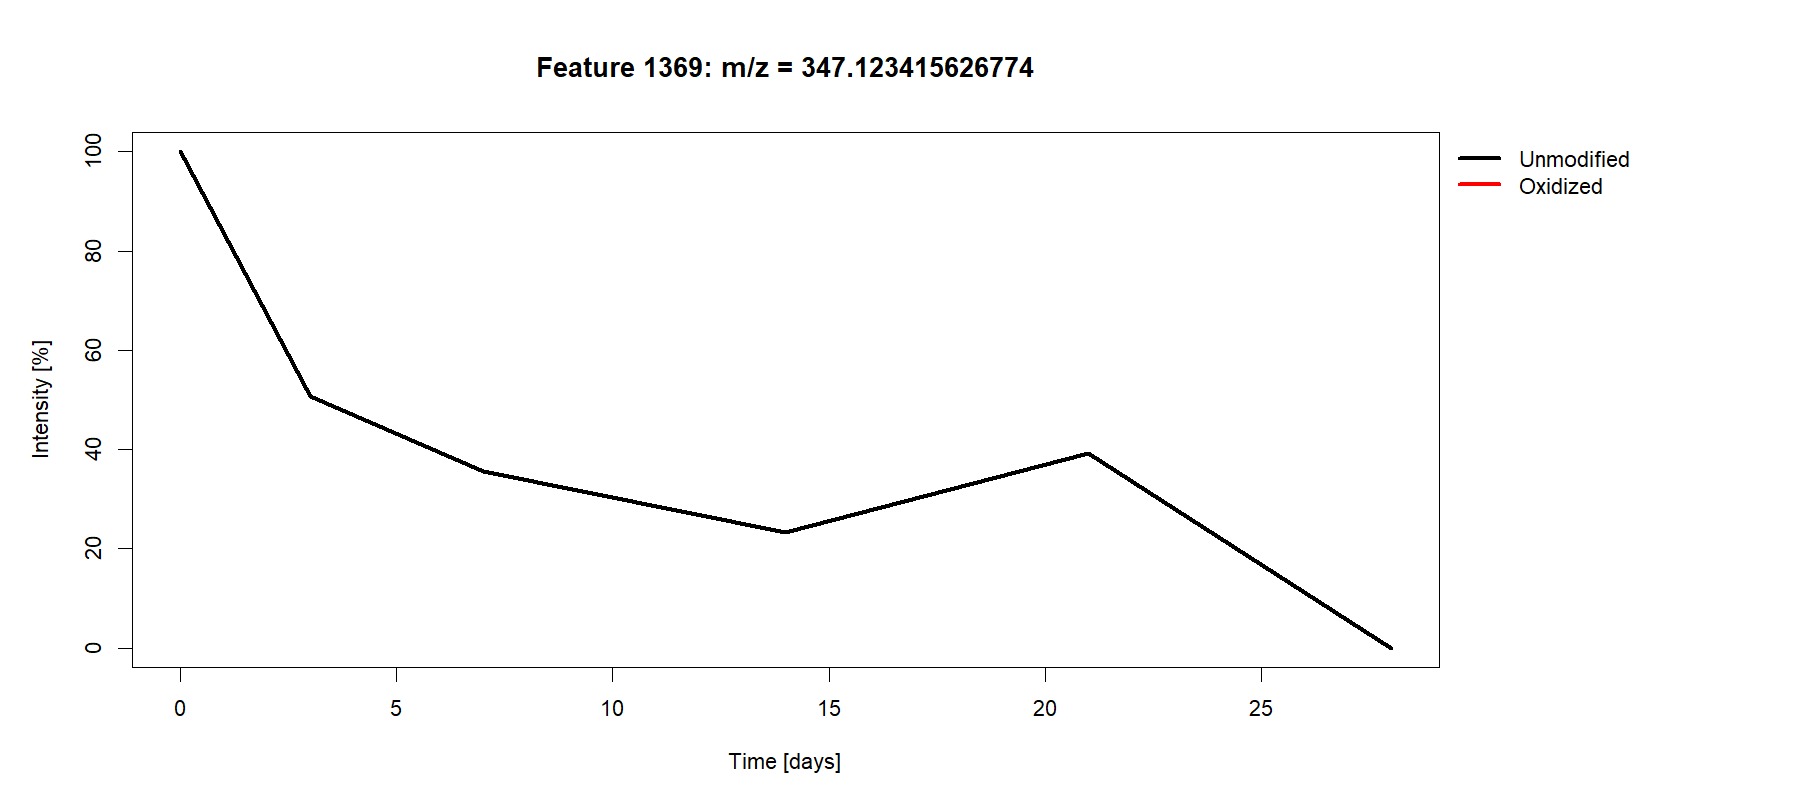 Feature 1369: m/z = 347.123415626774
Unmodified
Oxidized
Intensity [%]
100
80
60
40
20
0
0 5 10 15 20 25
Time [days]